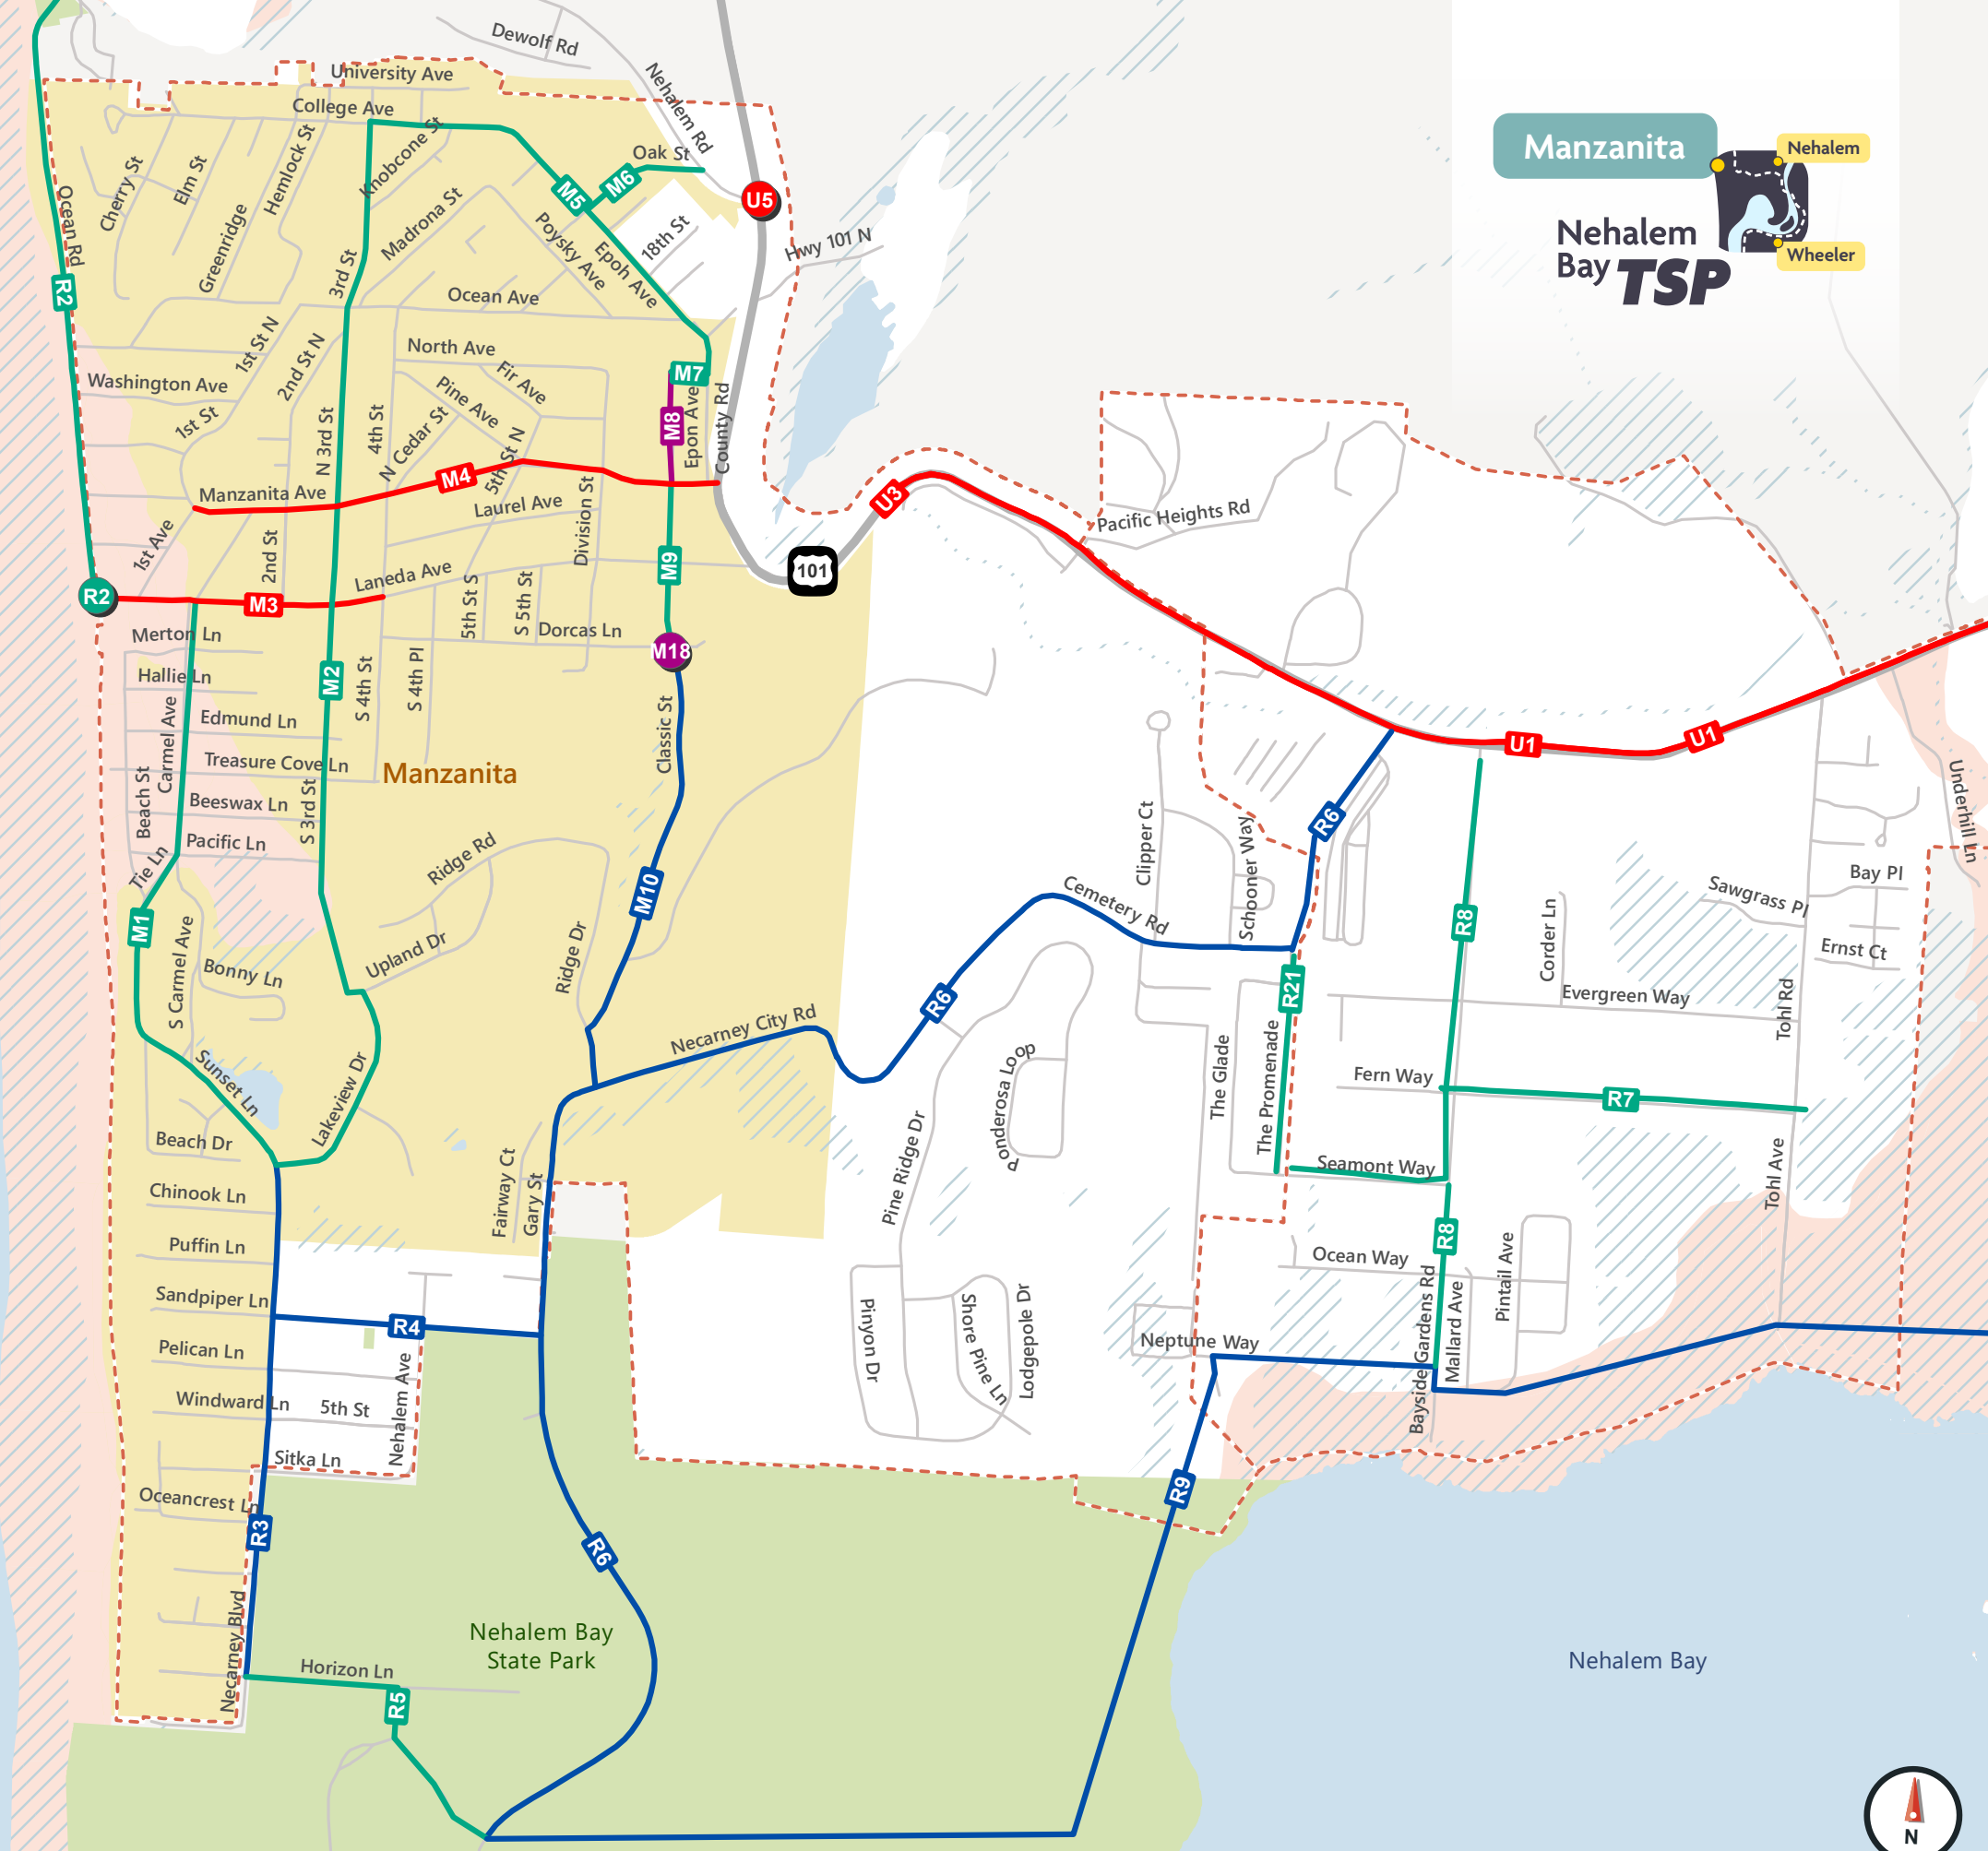 Dewolf Rd
University Ave
College Ave
Nehalem Rd
Manzanita
Nehalem
Nehalem
Bay TSP
Wheeler
Oak St
M6
M5
U5
Ocean Rd
Cherry St
Elm St
Hemlock St
Knobcone St
Greenridge
Madrona St
3rd St
Poysky Ave
Epoh Ave
18th St
Hwy 101 N
R2
Ocean Ave
1st St N
2nd St N
North Ave
Fir Ave
Pine Ave
M7
Washington Ave
1st St
N 3rd St
4th St
N Cedar St
5th St N
M8
Epon Ave
County Rd
M4
Manzanita Ave
Laurel Ave
Division St
U3
Pacific Heights Rd
1st Ave
2nd St
Laneda Ave
M9
101
R2
M3
5th St S
S 5th St
Dorcas Ln
M18
Merton Ln
Hallie Ln
M2
S 4th St
S 4th Pl
Carmel Ave
Edmund Ln
Classic St
U1
U1
Treasure Cove Ln
Manzanita
Beach St
Beeswax Ln
S 3rd St
Pacific Ln
Tie Ln
Ridge Rd
Underhill Ln
R6
Clipper Ct
Schooner Way
Bay Pl
Sawgrass Pl
M10
Cemetery Rd
M1
S Carmel Ave
Bonny Ln
Upland Dr
Ridge Dr
R8
Corder Ln
Ernst Ct
R6
R21
Evergreen Way
Tohl Rd
Necarney City Rd
Sunset Ln
Lakeview Dr
Ponderosa Loop
The Glade
The Promenade
Fern Way
R7
Beach Dr
Pine Ridge Dr
Seamont Way
Tohl Ave
Chinook Ln
Fairway Ct
Gary St
Puffin Ln
R8
Ocean Way
Pintail Ave
Sandpiper Ln
R4
Pinyon Dr
Shore Pine Ln
Lodgepole Dr
Neptune Way
Bayside Gardens Rd
Mallard Ave
Pelican Ln
Nehalem Ave
Windward Ln
5th St
Sitka Ln
Oceancrest Ln
R3
R6
R9
Necarney Blvd
Nehalem Bay
State Park
Nehalem Bay
Horizon Ln
R5
N